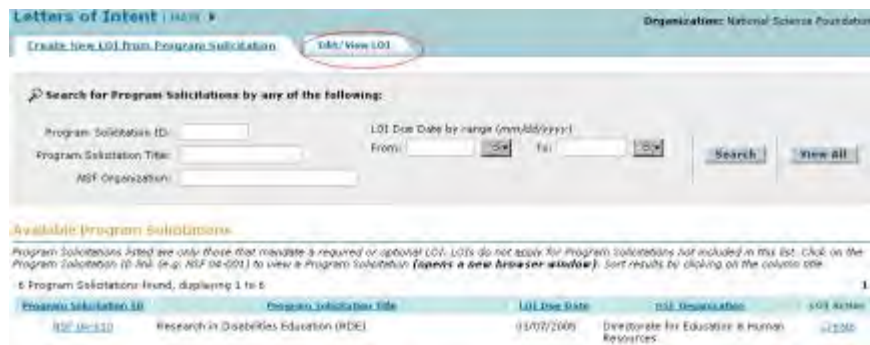 Letters of Intent | MAIN
Organization: National Science Foundation
Create New LOI from Program Solicitation
Edit/View LOI
Search for Program Solicitations by any of the following:
Program Solicitation ID:
LOI Due Date by range (mm/dd/yyyy)
From:
To:
Program Solicitation Title:
Search
View All
NSF Organization:
Available Program Solicitations
Program Solicitations listed are only those that mandate a required or optional LOI. LOIs do not apply for Program Solicitations not included in this list. Click on the
Program Solicitation ID link (e.g. NSF 04-001) to view a Program Solicitation (opens a new browser window). Sort results by clicking on the column title.
6 Program Solicitations found, displaying 1 to 6
1
Program Solicitation ID
Program Solicitation Title
LOI Due Date
NSF Organization
LOI Action
NSF
Research in Disabilities Education (RDE)
Directorate for Education & Human
Resources